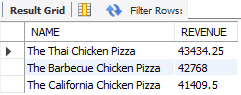 Result Grid Filter Rows:
NAME REVENUE
The Thai Chicken Pizza 43434.25
The Barbecue Chicken Pizza 42768
The California Chicken Pizza 41409.5